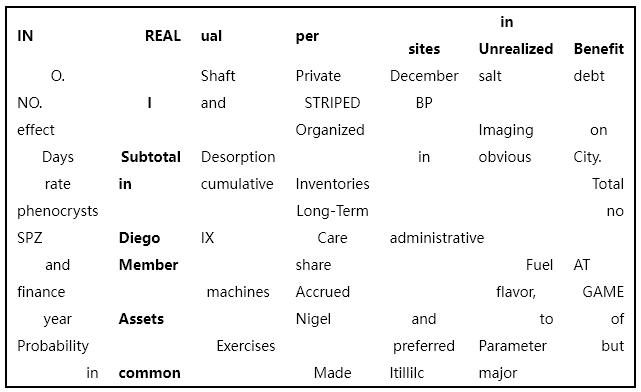 IN REAL ual per sites in Unrealized Benefit
O. Shaft Private December salt debt
NO. I and STRIPED BP
effect Organized Imaging on
Days Subtotal Desorption in obvious City.
rate in cumulative Inventories Total
phenocrysts Long-Term no
SPZ Diego IX Care administrative
and Member share Fuel AT
finance machines Accrued flavor, GAME
year Assets Nigel and to of
Probability Exercises preferred Parameter but
in common Made Itillilc major